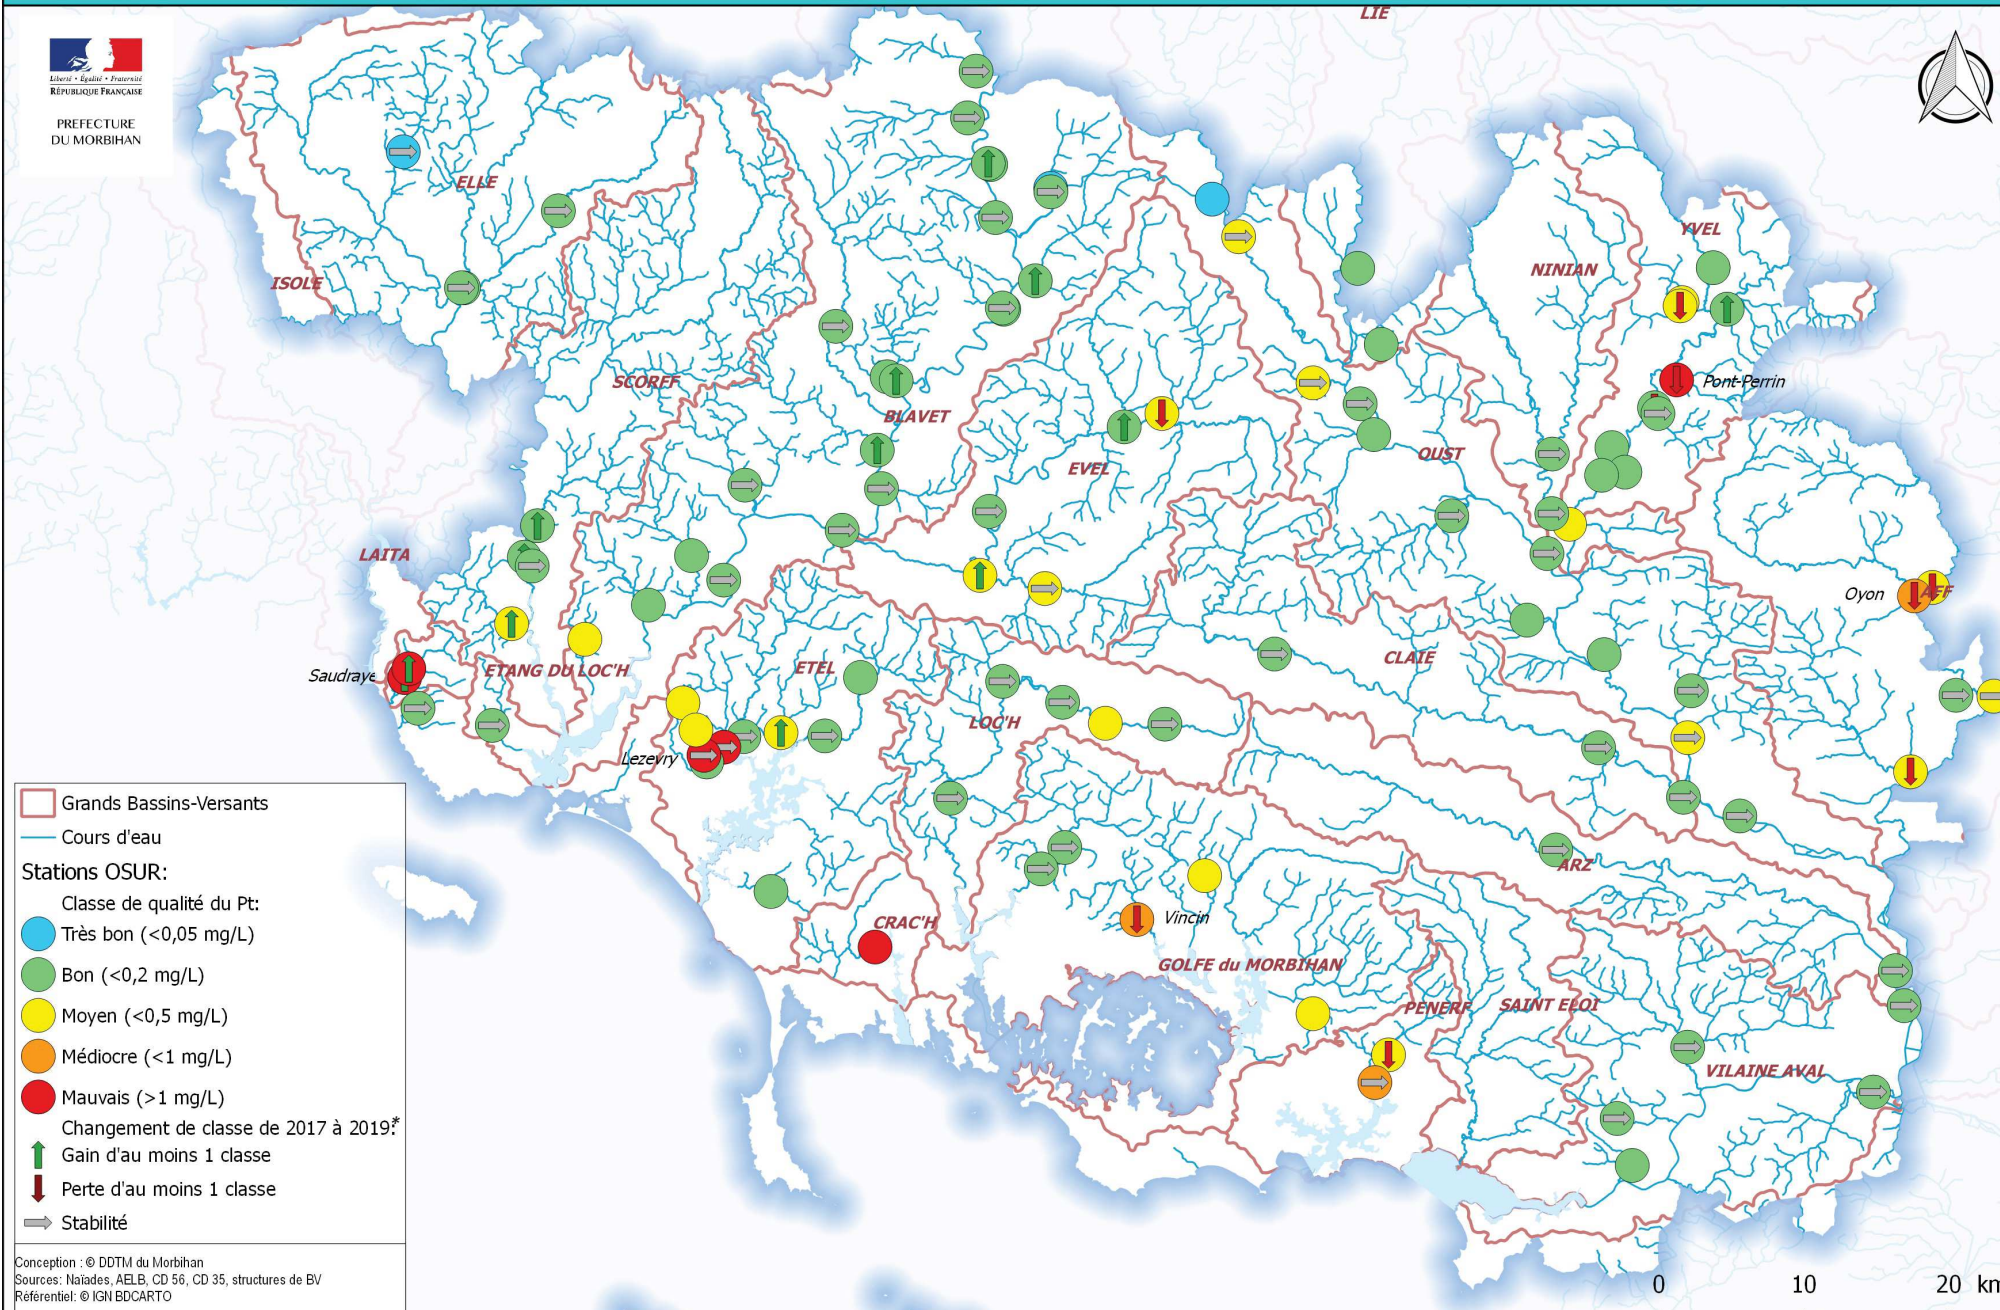 LIE
Liberté • Égalité • Fraternité
RÉPUBLIQUE FRANÇAISE
PREFECTURE
DU MORBIHAN
ELLE
ISOLE
YVEL
NINIAN
SCORFF
Pont-Perrin
BLAVET
OUST
EVEL
LAITA
Oyon
AFF
Saudraye
ETANG DU LOC'H
ETEL
CLAIE
LOC'H
Lezevry
ARZ
CRAC'H
Vincin
GOLFE du MORBIHAN
PENERF
SAINT ELOI
VILAINE AVAL
Grands Bassins-Versants
Cours d'eau
Stations OSUR:
Classe de qualité du Pt:
Très bon (<0,05 mg/L)
Bon (<0,2 mg/L)
Moyen (<0,5 mg/L)
Médiocre (<1 mg/L)
Mauvais (>1 mg/L)
Changement de classe de 2017 à 2019:*
Gain d'au moins 1 classe
Perte d'au moins 1 classe
Stabilité
Conception : © DDTM du Morbihan
Sources: Naïades, AELB, CD 56, CD 35, structures de BV
Référentiel: © IGN BDCARTO
0 10 20 km